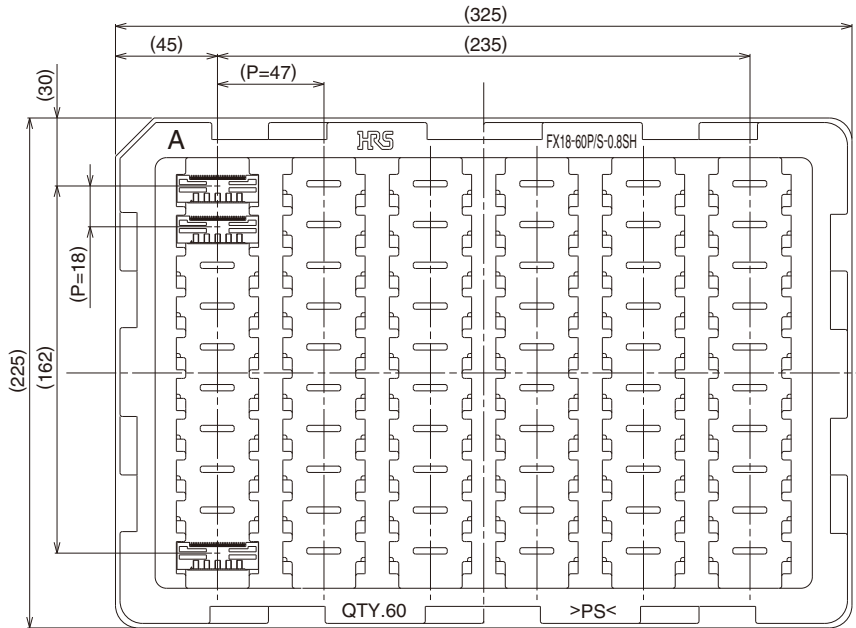 (325)
(45)
(235)
(P=47)
(30)
A
HRS
FX18-60P/S-0.8SH
(P=18)
(225)
(162)
QTY.60
>PS<